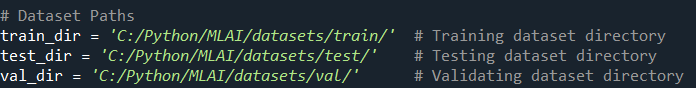 # Dataset Paths
train_dir = 'C:/Python/MLAI/datasets/train/'  # Training dataset directory
test_dir = 'C:/Python/MLAI/datasets/test/'    # Testing dataset directory
val_dir = 'C:/Python/MLAI/datasets/val/'      # Validating dataset directory